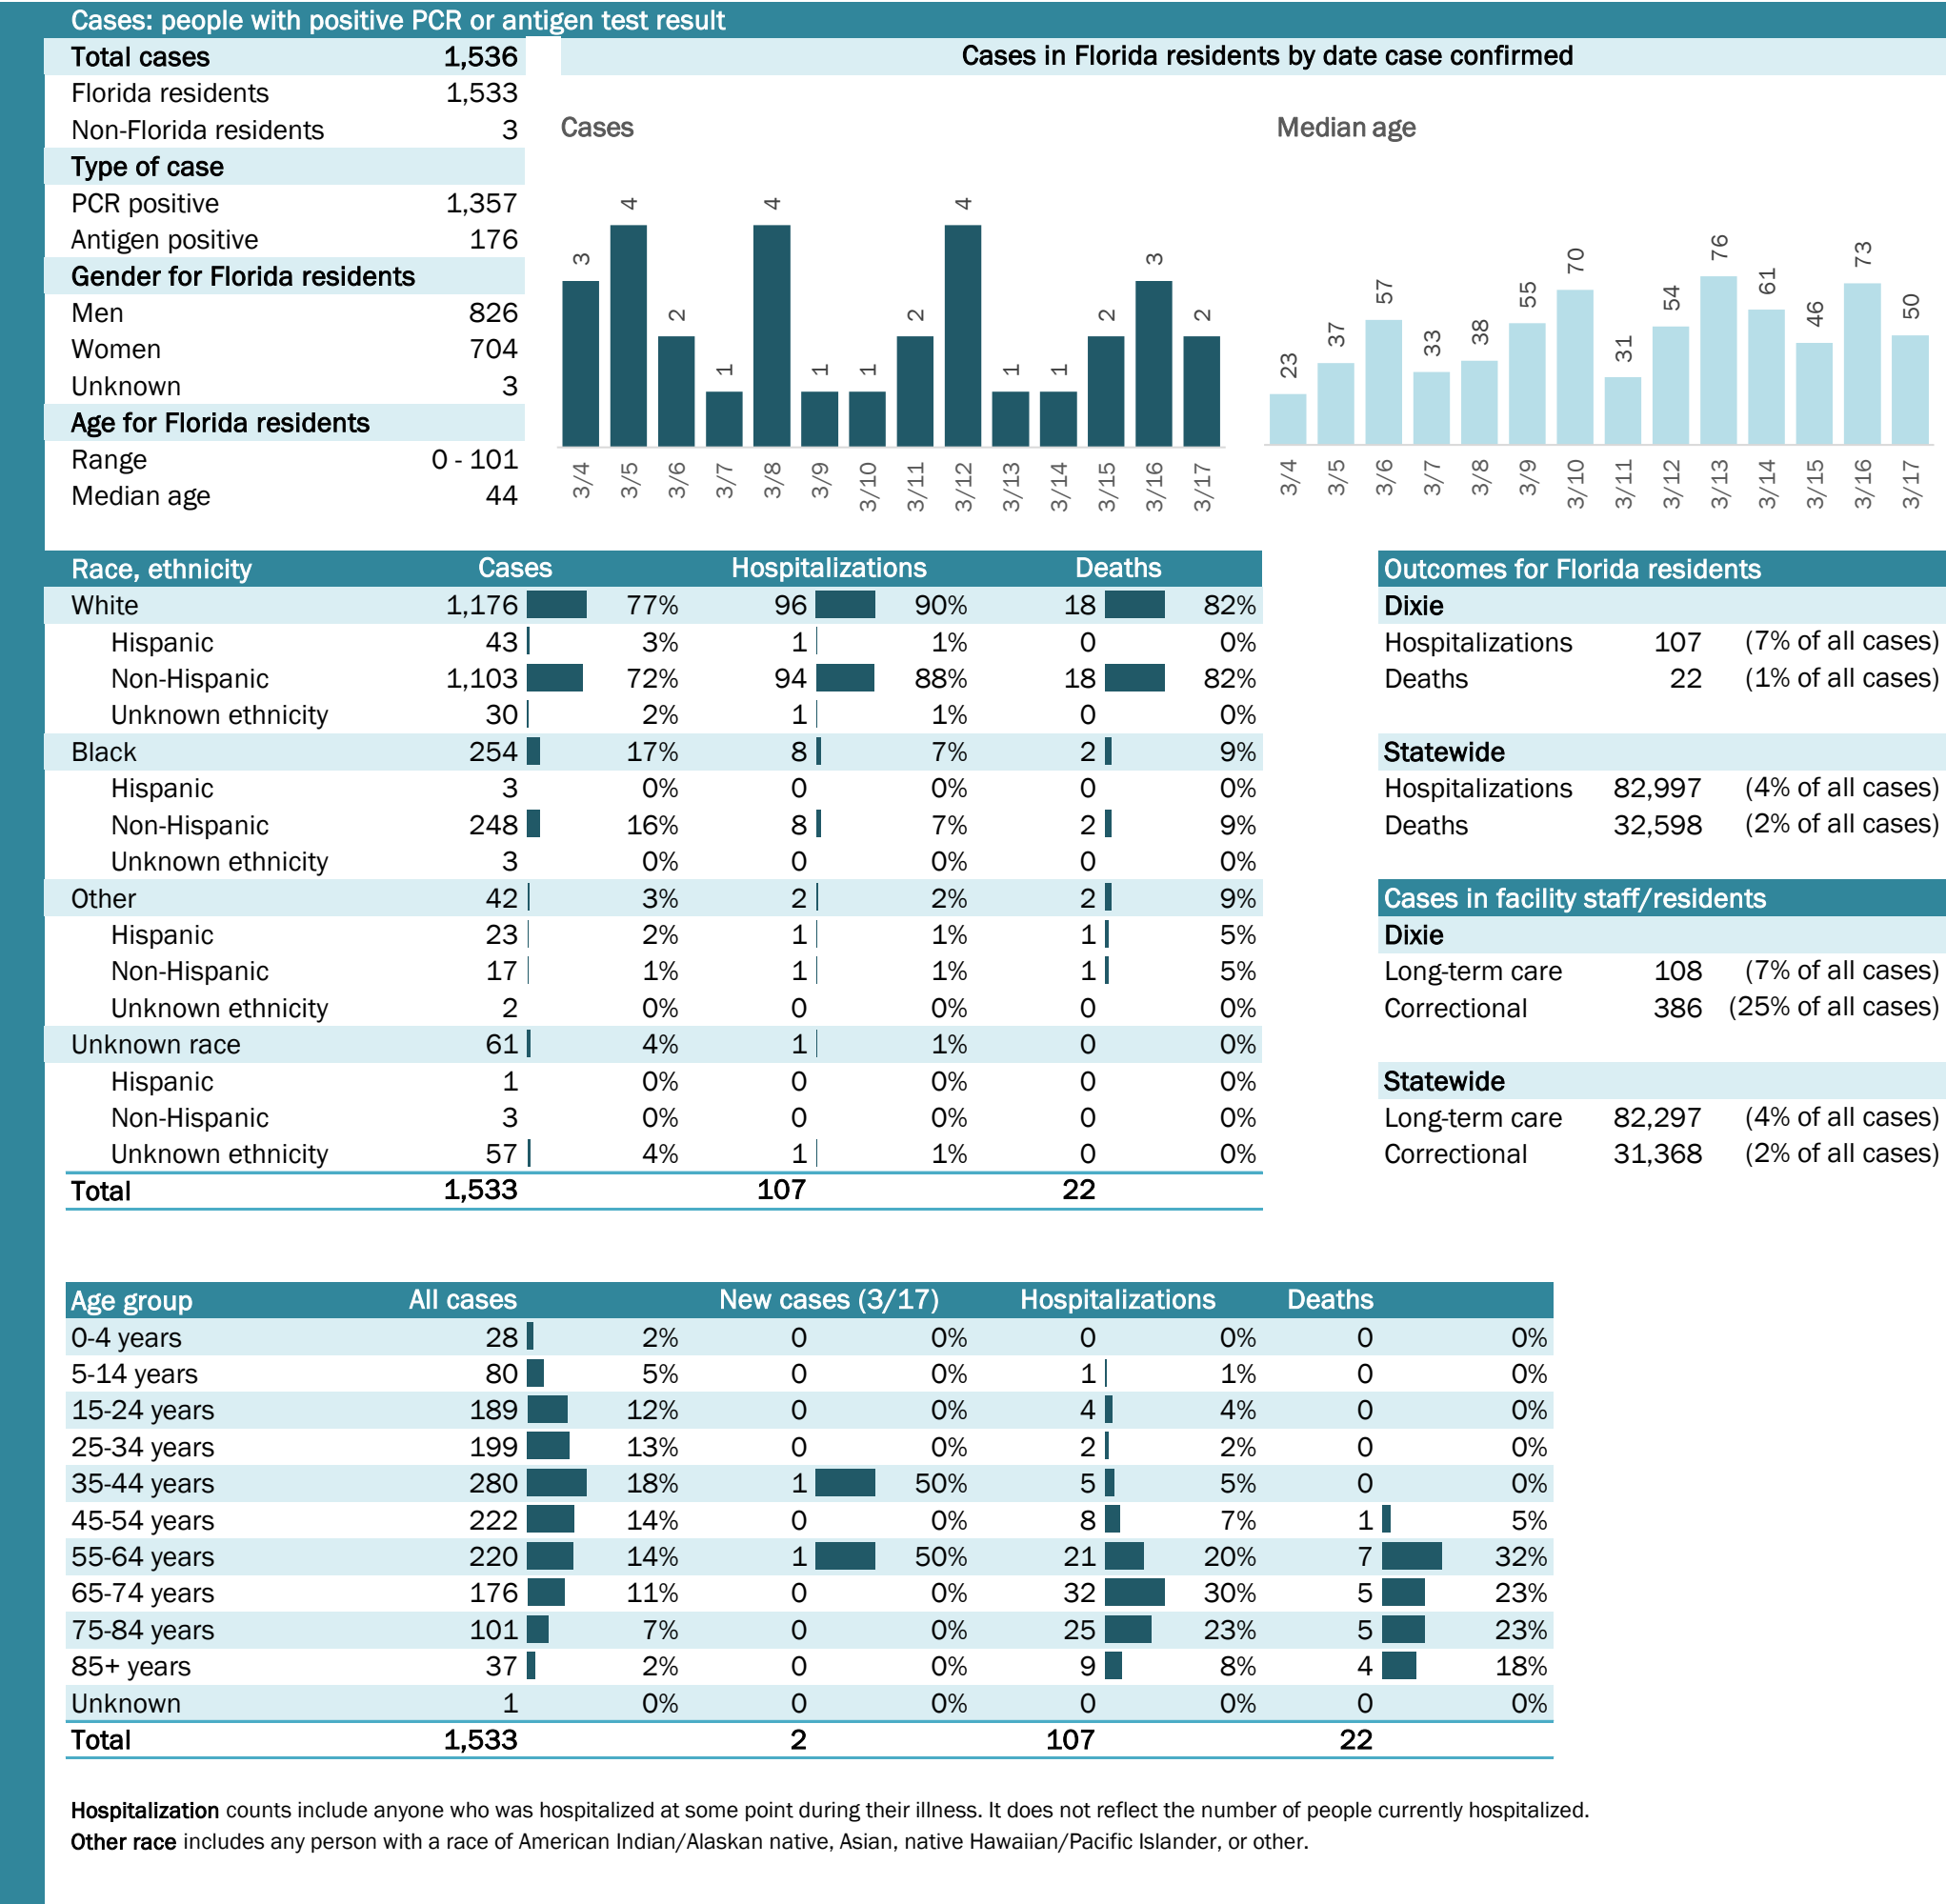 Cases: people with positive PCR or antigen test result
Total cases 1,536
Florida residents 1,533
Non-Florida residents 3
Type of case
PCR positive 1,357
Antigen positive 176
Gender for Florida residents
Men 826
Women 704
Unknown 3
Age for Florida residents
Range 0 - 101
Median age 44
Cases in Florida residents by date case confirmed
Cases
3 4 2 1 4 1 1 2 4 1 1 2 3 2
3/4 3/5 3/6 3/7 3/8 3/9 3/10 3/11 3/12 3/13 3/14 3/15 3/16 3/17
Median age
23 37 57 33 38 55 70 31 54 76 61 46 73 50
3/4 3/5 3/6 3/7 3/8 3/9 3/10 3/11 3/12 3/13 3/14 3/15 3/16 3/17
Race, ethnicity Cases Hospitalizations Deaths
White 1,176 77% 96 90% 18 82%
Hispanic 43 3% 1 1% 0 0%
Non-Hispanic 1,103 72% 94 88% 18 82%
Unknown ethnicity 30 2% 1 1% 0 0%
Black 254 17% 8 7% 2 9%
Hispanic 3 0% 0 0% 0 0%
Non-Hispanic 248 16% 8 7% 2 9%
Unknown ethnicity 3 0% 0 0% 0 0%
Other 42 3% 2 2% 2 9%
Hispanic 23 2% 1 1% 1 5%
Non-Hispanic 17 1% 1 1% 1 5%
Unknown ethnicity 2 0% 0 0% 0 0%
Unknown race 61 4% 1 1% 0 0%
Hispanic 1 0% 0 0% 0 0%
Non-Hispanic 3 0% 0 0% 0 0%
Unknown ethnicity 57 4% 1 1% 0 0%
Total 1,533 107 22
Outcomes for Florida residents
Dixie
Hospitalizations 107 (7% of all cases)
Deaths 22 (1% of all cases)
Statewide
Hospitalizations 82,997 (4% of all cases)
Deaths 32,598 (2% of all cases)
Cases in facility staff/residents
Dixie
Long-term care 108 (7% of all cases)
Correctional 386 (25% of all cases)
Statewide
Long-term care 82,297 (4% of all cases)
Correctional 31,368 (2% of all cases)
Age group All cases New cases (3/17) Hospitalizations Deaths
0-4 years 28 2% 0 0% 0 0% 0 0%
5-14 years 80 5% 0 0% 1 1% 0 0%
15-24 years 189 12% 0 0% 4 4% 0 0%
25-34 years 199 13% 0 0% 2 2% 0 0%
35-44 years 280 18% 1 50% 5 5% 0 0%
45-54 years 222 14% 0 0% 8 7% 1 5%
55-64 years 220 14% 1 50% 21 20% 7 32%
65-74 years 176 11% 0 0% 32 30% 5 23%
75-84 years 101 7% 0 0% 25 23% 5 23%
85+ years 37 2% 0 0% 9 8% 4 18%
Unknown 1 0% 0 0% 0 0% 0 0%
Total 1,533 2 107 22
Hospitalization counts include anyone who was hospitalized at some point during their illness. It does not reflect the number of people currently hospitalized.
Other race includes any person with a race of American Indian/Alaskan native, Asian, native Hawaiian/Pacific Islander, or other.